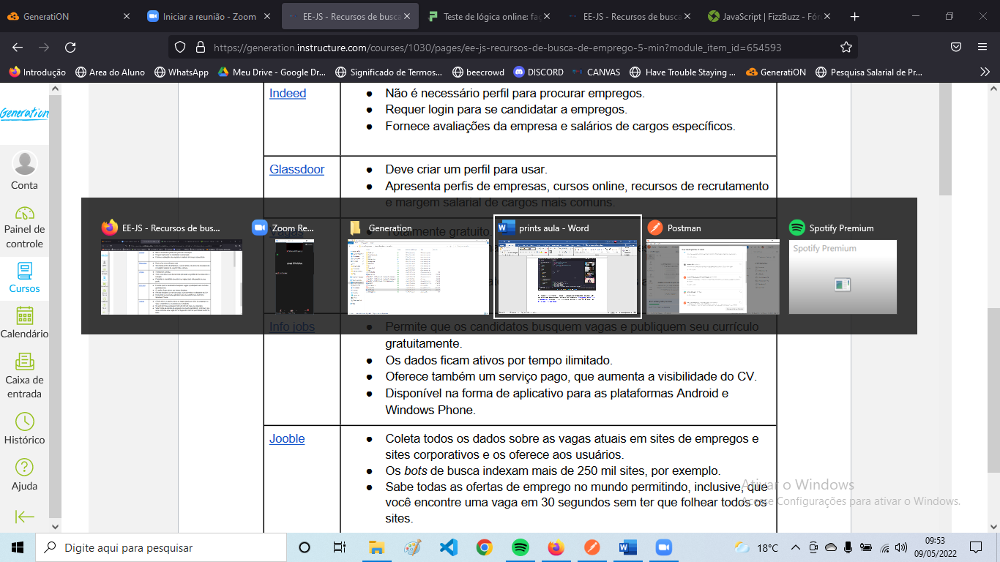 GeneratiON
Iniciar a reunião - Zoom
EE-JS - Recursos de busca
Teste de lógica online: faç
EE-JS - Recursos de busca
JavaScript | FizzBuzz - Fór
https://generation.instructure.com/courses/1030/pages/ee-js-recursos-de-busca-de-emprego-5-min?module_item_id=654593
Introdução
Area do Aluno
WhatsApp
Meu Drive - Google Dr...
Significado de Termos...
beecrowd
DISCORD
CANVAS
Have Trouble Staying ...
GeneratiON
Pesquisa Salarial de Pr...
Generation
Conta
Painel de
controle
Cursos
Calendário
Caixa de
entrada
Histórico
Ajuda
Indeed
● Não é necessário perfil para procurar empregos.
● Requer login para se candidatar a empregos.
● Fornece avaliações da empresa e salários de cargos específicos.
Glassdoor
● Deve criar um perfil para usar.
● Apresenta perfis de empresas, cursos online, recursos de recrutamento
e margem salarial de cargos mais comuns.
Totalmente gratuito.
EE-JS - Recursos de bus...
Zoom Re...
Generation
prints aula - Word
Postman
Spotify Premium
Spotify Premium
Info jobs
● Permite que os candidatos busquem vagas e publiquem seu currículo
gratuitamente.
● Os dados ficam ativos por tempo ilimitado.
● Oferece também um serviço pago, que aumenta a visibilidade do CV.
● Disponível na forma de aplicativo para as plataformas Android e
Windows Phone.
Jooble
● Coleta todos os dados sobre as vagas atuais em sites de empregos e
sites corporativos e os oferece aos usuários.
● Os bots de busca indexam mais de 250 mil sites, por exemplo.
● Sabe todas as ofertas de emprego no mundo permitindo, inclusive, que
você encontre uma vaga em 30 segundos sem ter que folhear todos os
sites.
Ativar o Windows
Acesse Configurações para ativar o Windows.
Digite aqui para pesquisar
18°C
09:53
09/05/2022